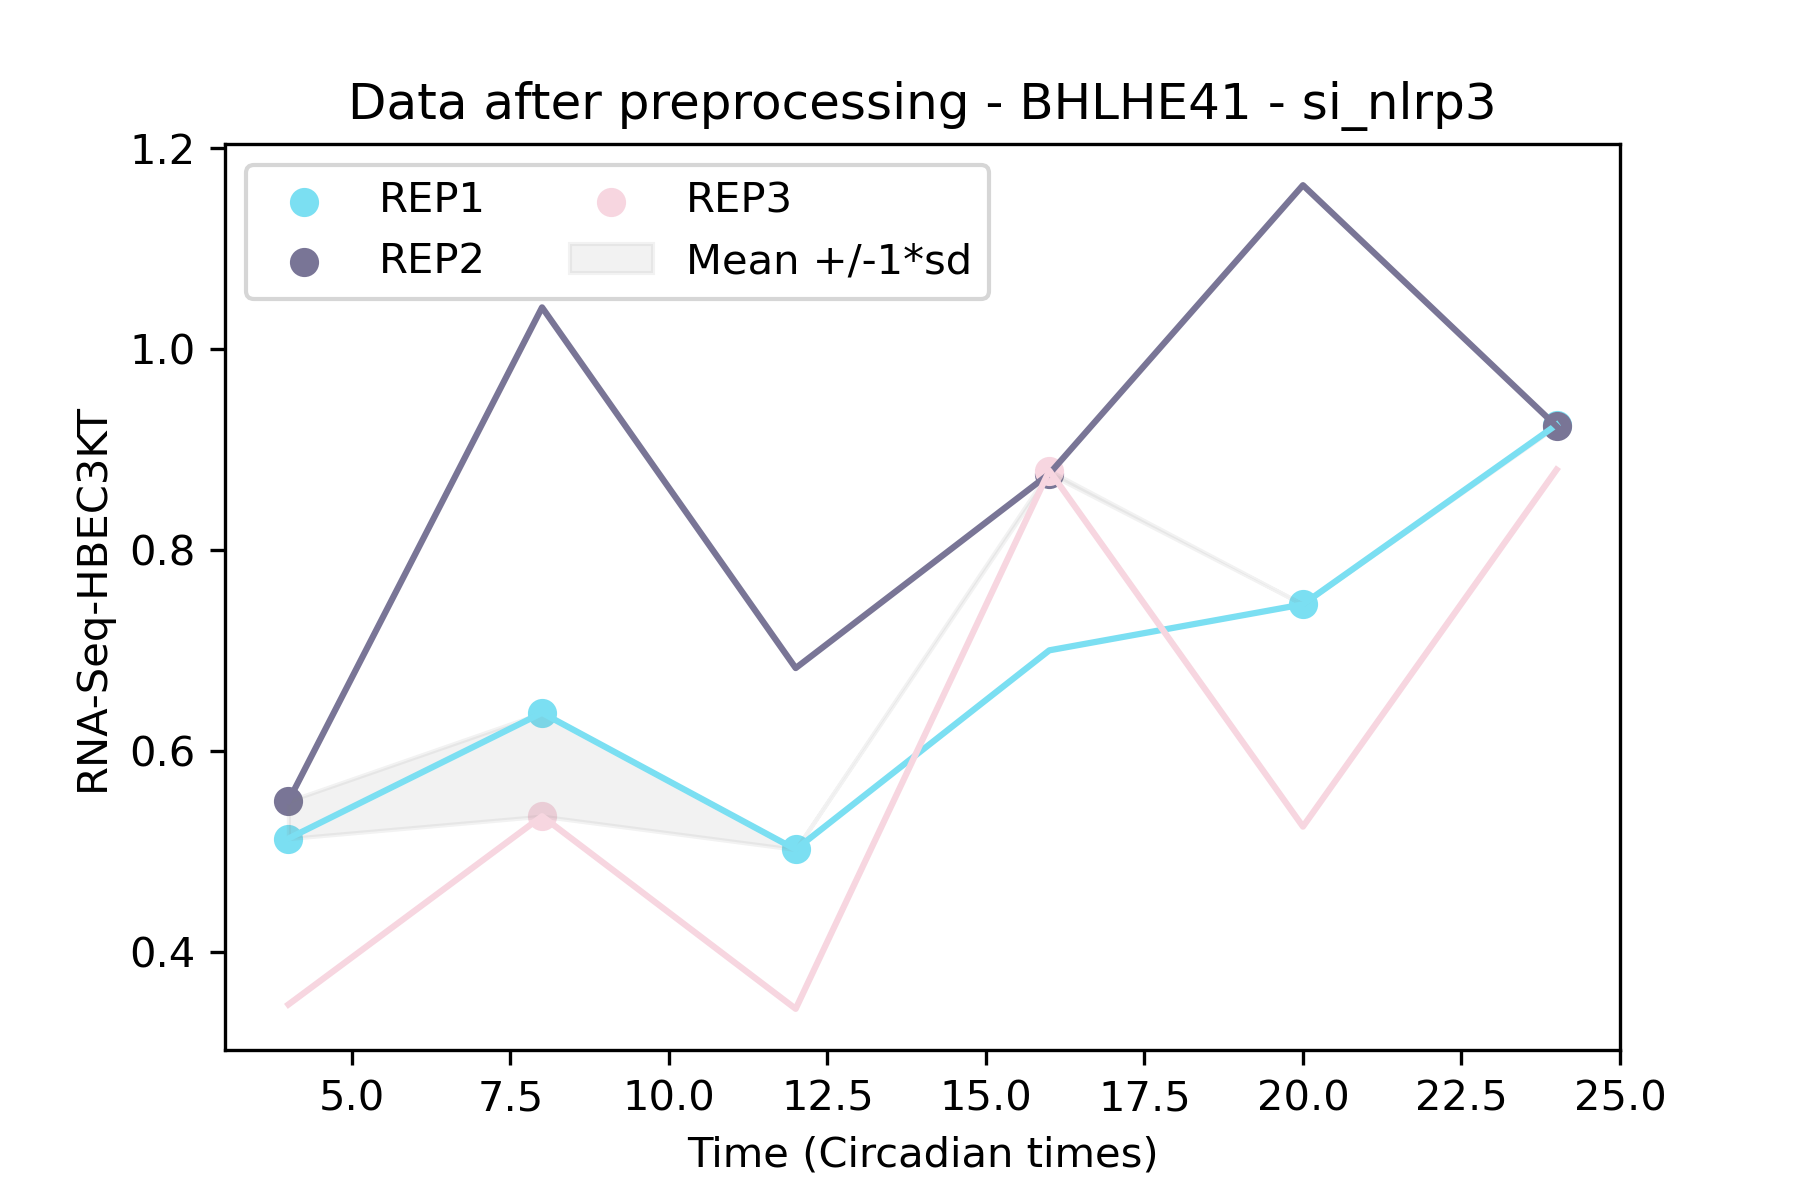 Data after preprocessing - BHLHE41 - si_nlrp3
REP1
REP2
REP3
Mean +/-1*sd
RNA-Seq-HBEC3KT
1.2
1.0
0.8
0.6
0.4
5.0 7.5 10.0 12.5 15.0 17.5 20.0 22.5 25.0
Time (Circadian times)